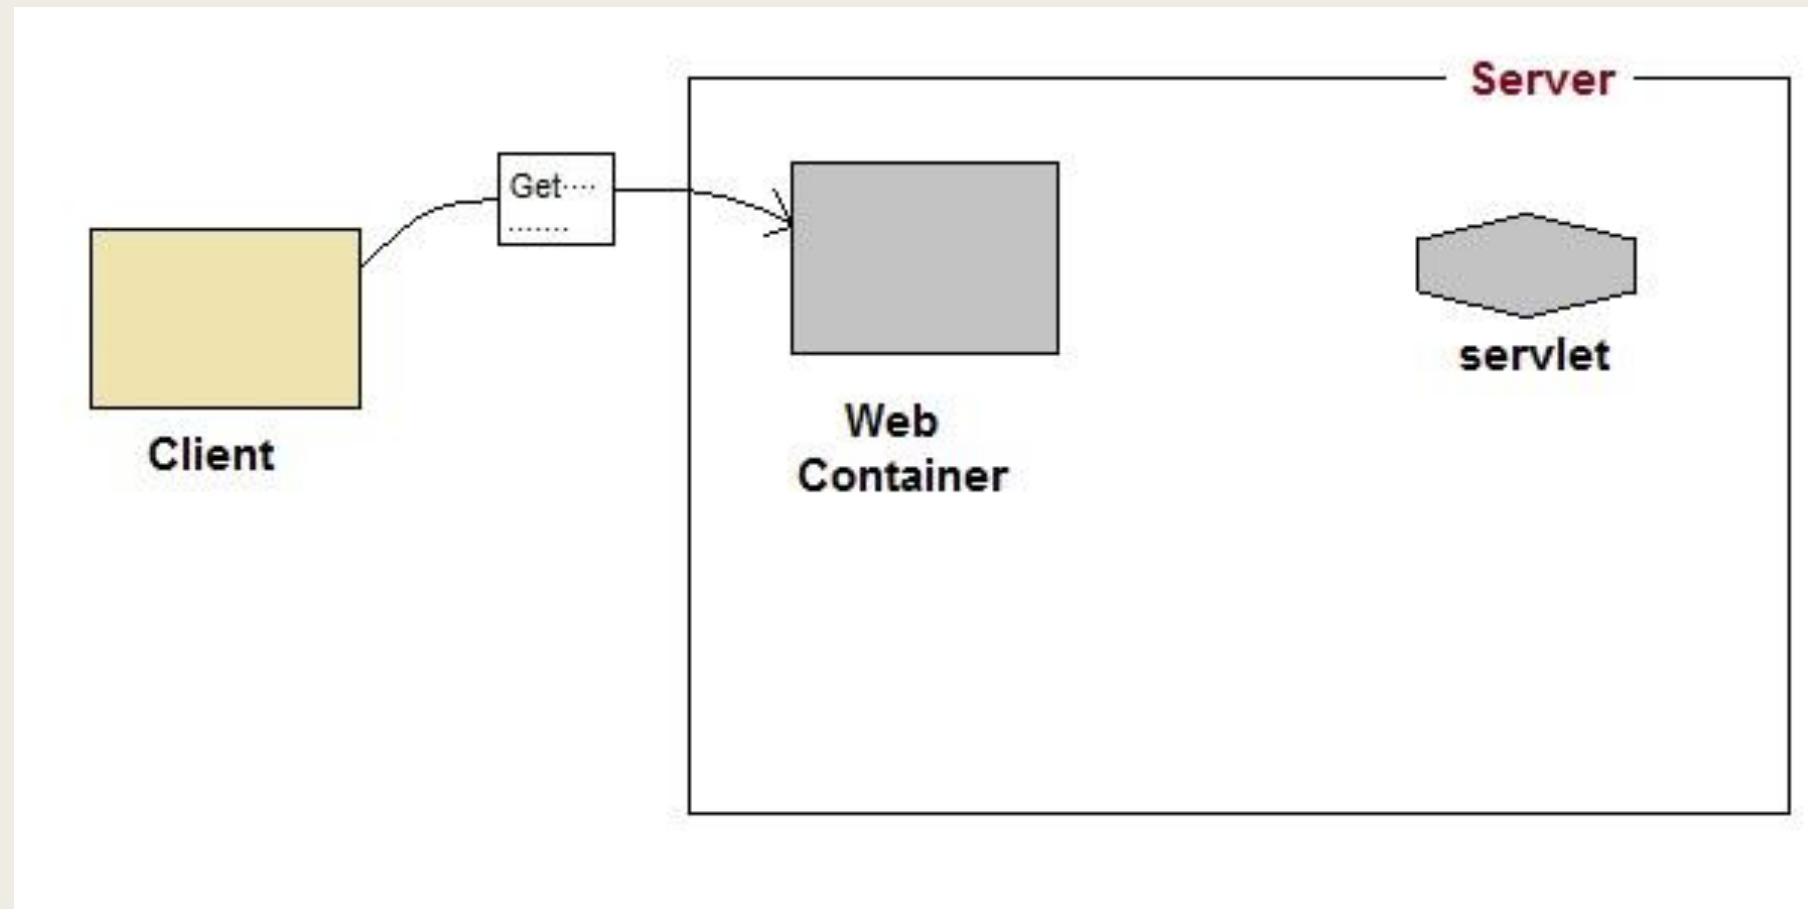 Server
Get....
.......
servlet
Web
Container
Client